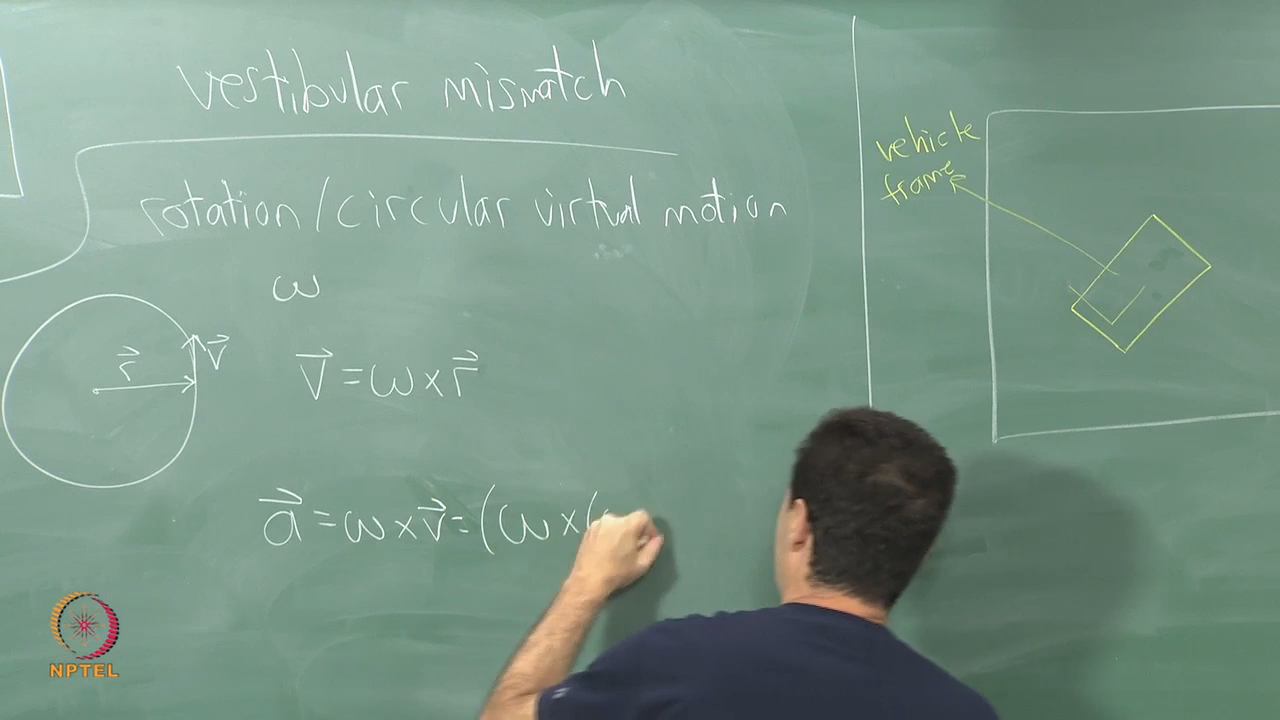 vestibular mismatch
rotation/circular virtual motion
ω
r⃗
v⃗
v⃗ = ω × r⃗
a⃗ = ω × v⃗ = (ω × (
vehicle
frame
NPTEL